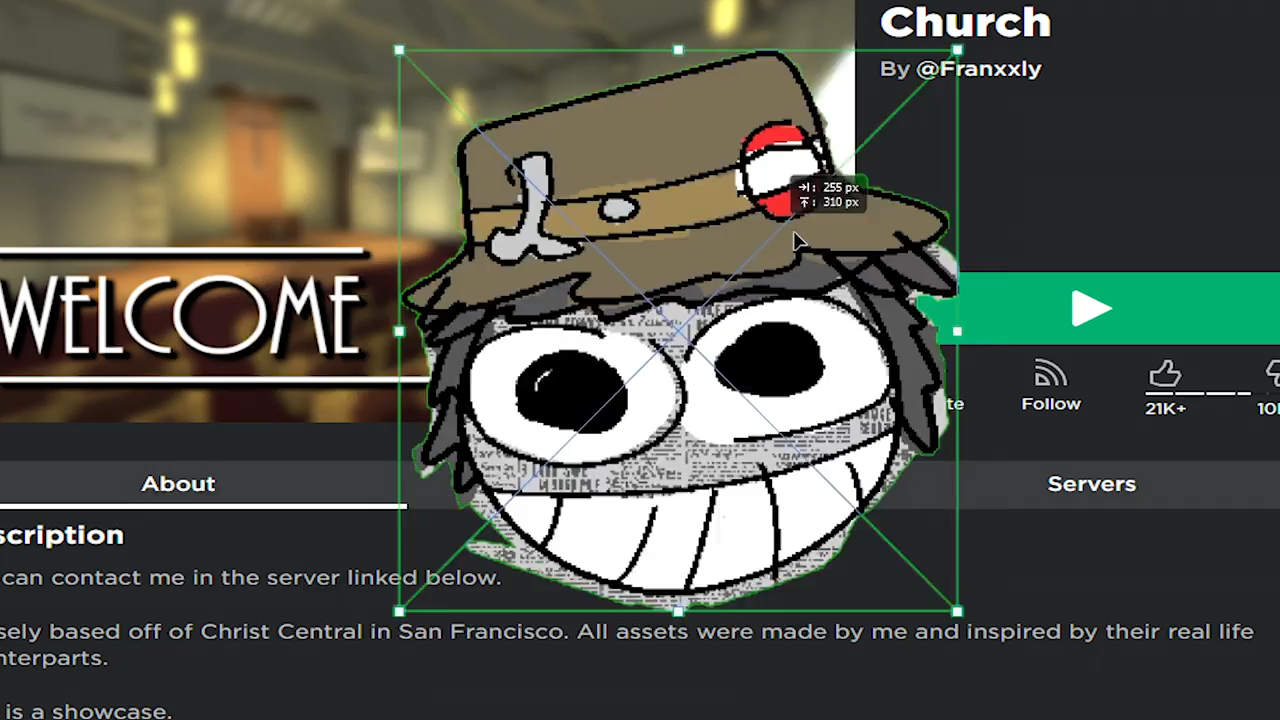 Church
By @Franxxly
255 px
310 px
WELCOME
te
Follow
21K+
10
About
Servers
scription
can contact me in the server linked below.
sely based off of Christ Central in San Francisco. All assets were made by me and inspired by their real life
nterparts.
is a showcase.